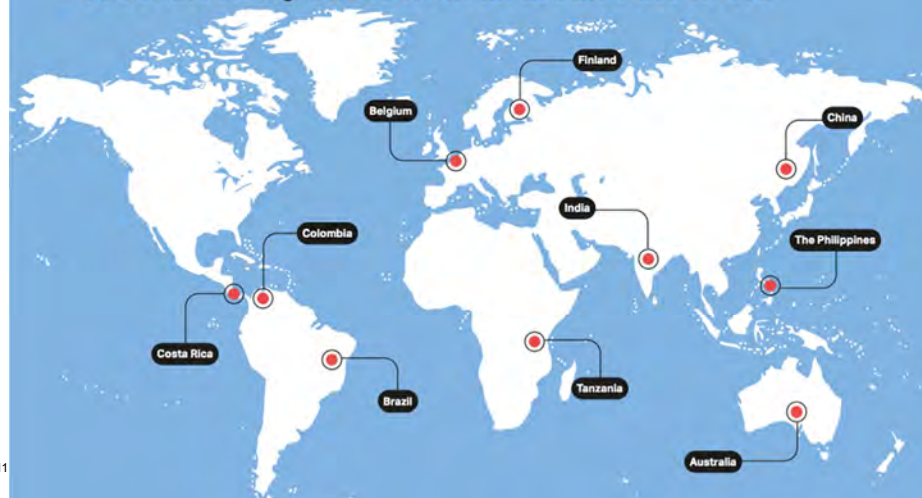 Finland
Belgium
China
India
Colombia
The Philippines
Costa Rica
Brazil
Tanzania
Australia